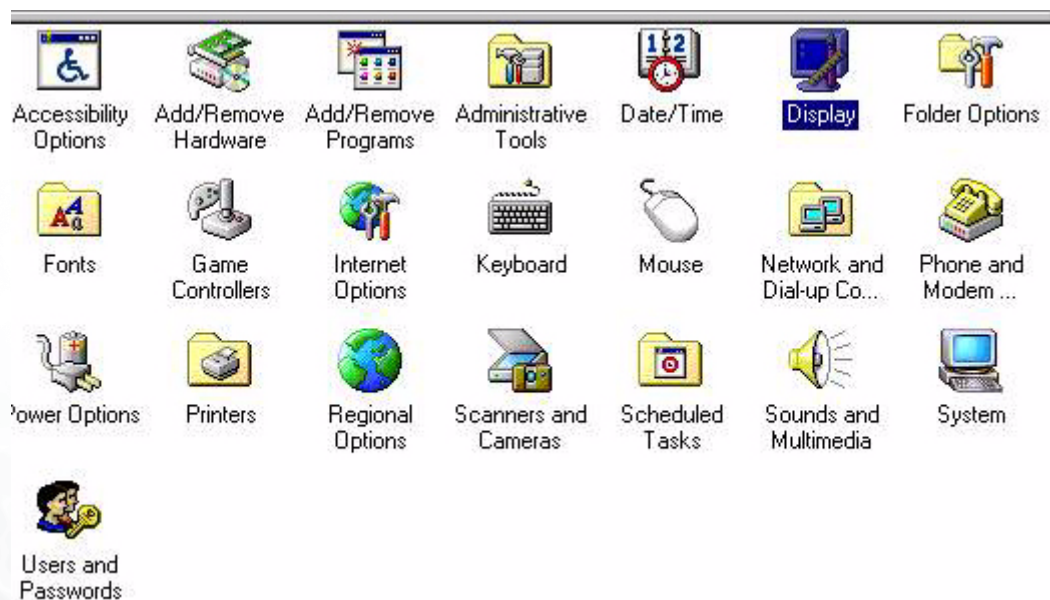 Accessibility Options
Add/Remove Hardware
Add/Remove Programs
Administrative Tools
Date/Time
Display
Folder Options
Fonts
Game Controllers
Internet Options
Keyboard
Mouse
Network and Dial-up Co...
Phone and Modem ...
Power Options
Printers
Regional Options
Scanners and Cameras
Scheduled Tasks
Sounds and Multimedia
System
Users and Passwords